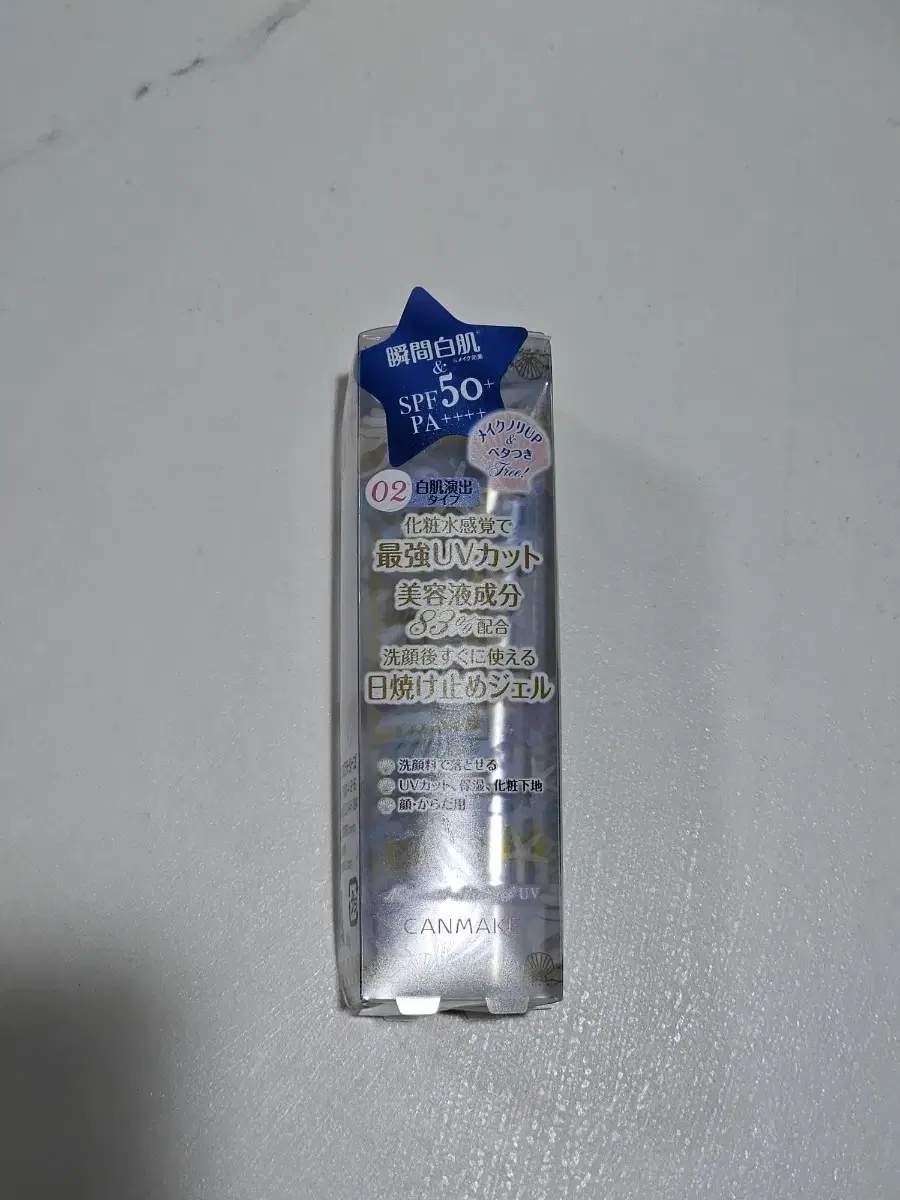 瞬間白肌※
※メイク効果
&
SPF50+
PA++++
メイクノリUP
&
ベタつき
Free!
02 白肌演出
タイプ
化粧水感覚で
最強UVカット
美容液成分
83%配合
洗顔後すぐに使える
日焼け止めジェル
洗顔料で落とせる
UVカット、保湿、化粧下地
顔・からだ用
UV
CANMAKE